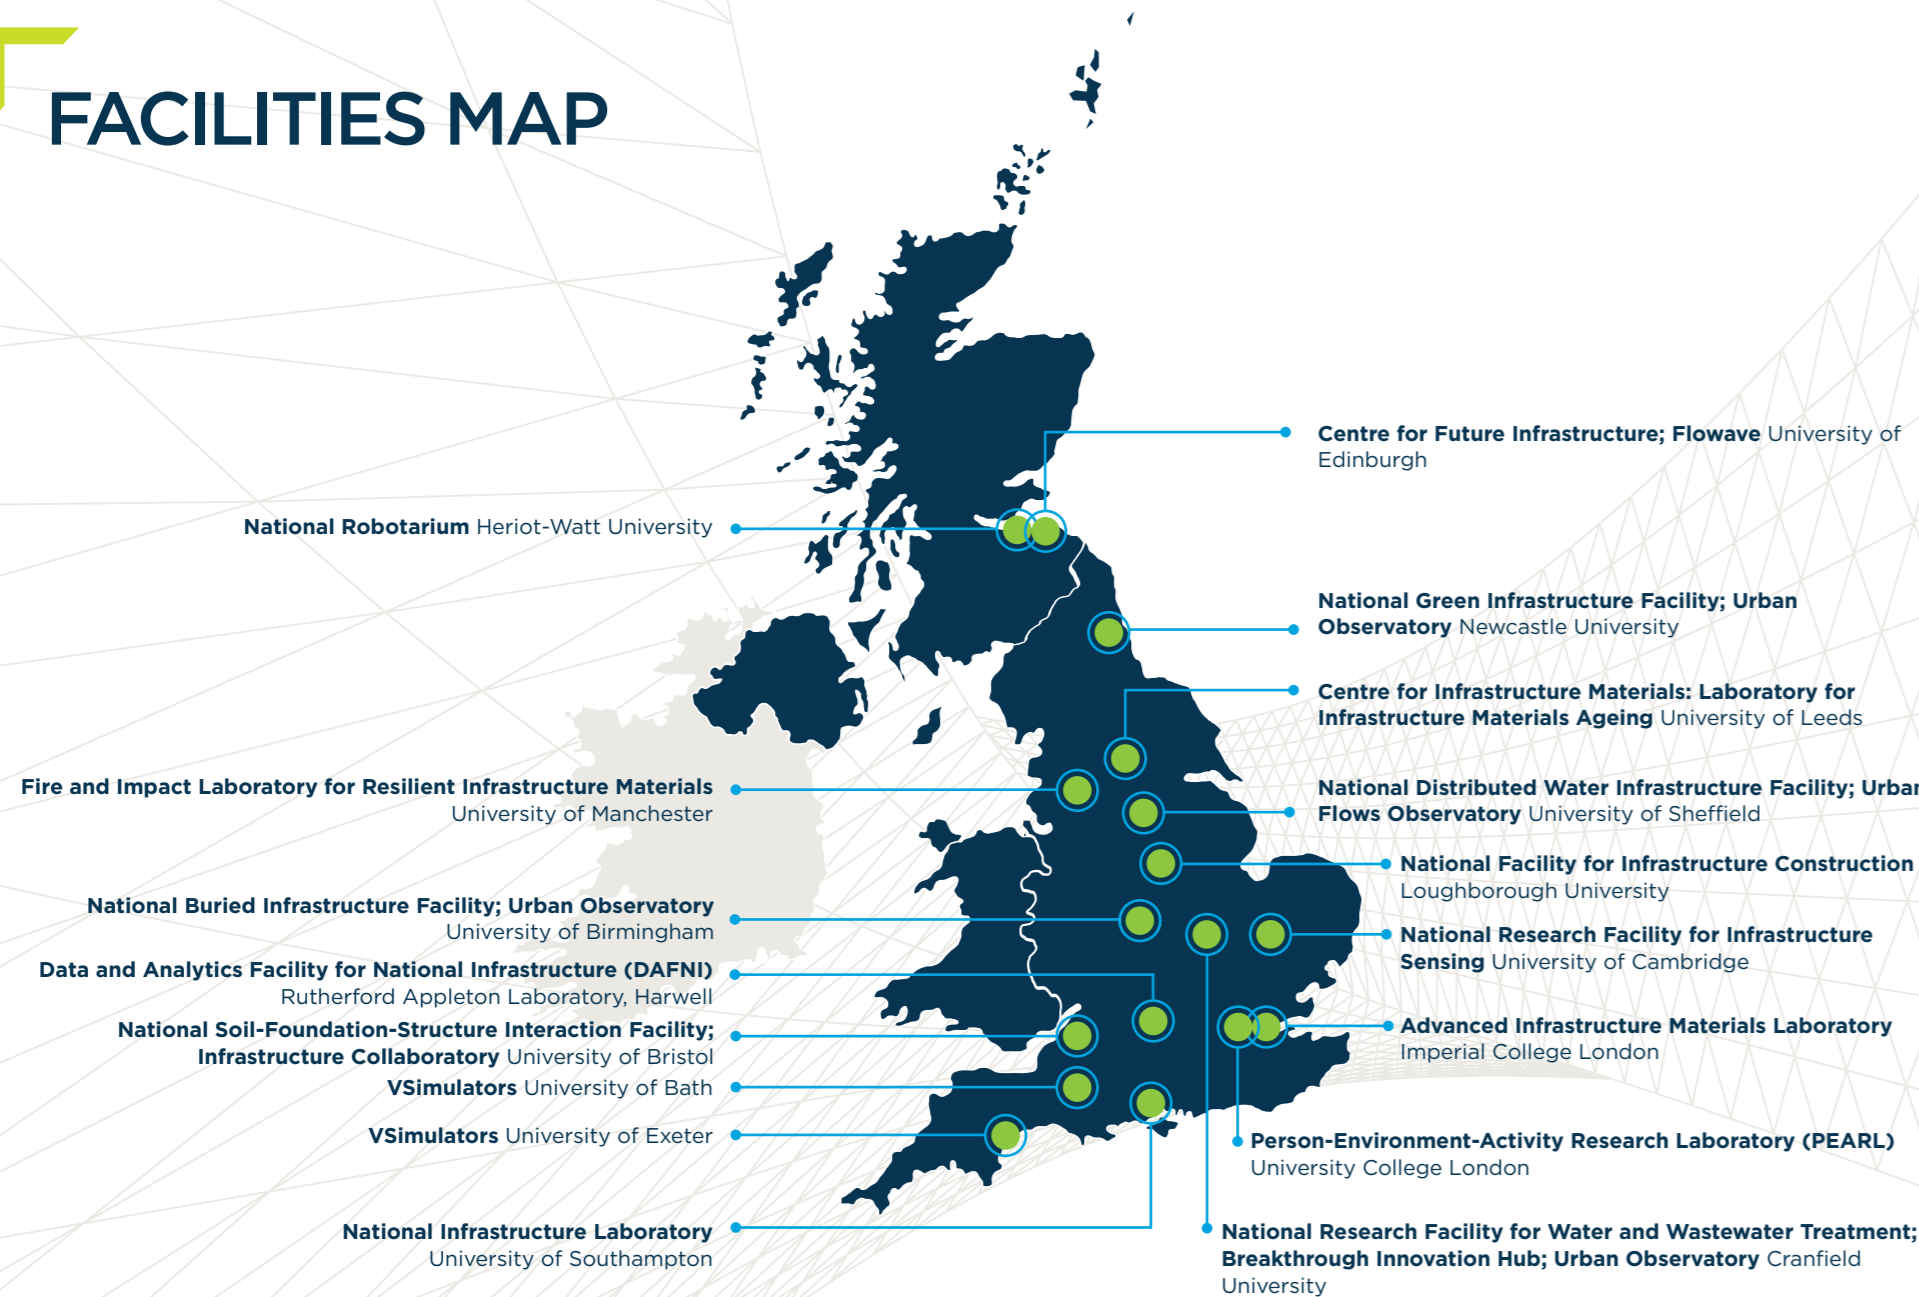 FACILITIES MAP
Centre for Future Infrastructure; Flowave University of
Edinburgh
National Robotarium Heriot-Watt University
National Green Infrastructure Facility; Urban
Observatory Newcastle University
Centre for Infrastructure Materials: Laboratory for
Infrastructure Materials Ageing University of Leeds
Fire and Impact Laboratory for Resilient Infrastructure Materials
University of Manchester
National Distributed Water Infrastructure Facility; Urban
Flows Observatory University of Sheffield
National Facility for Infrastructure Construction
Loughborough University
National Buried Infrastructure Facility; Urban Observatory
University of Birmingham
National Research Facility for Infrastructure
Sensing University of Cambridge
Data and Analytics Facility for National Infrastructure (DAFNI)
Rutherford Appleton Laboratory, Harwell
National Soil-Foundation-Structure Interaction Facility;
Infrastructure Collaboratory University of Bristol
Advanced Infrastructure Materials Laboratory
Imperial College London
VSimulators University of Bath
VSimulators University of Exeter
Person-Environment-Activity Research Laboratory (PEARL)
University College London
National Infrastructure Laboratory
University of Southampton
National Research Facility for Water and Wastewater Treatment;
Breakthrough Innovation Hub; Urban Observatory Cranfield
University